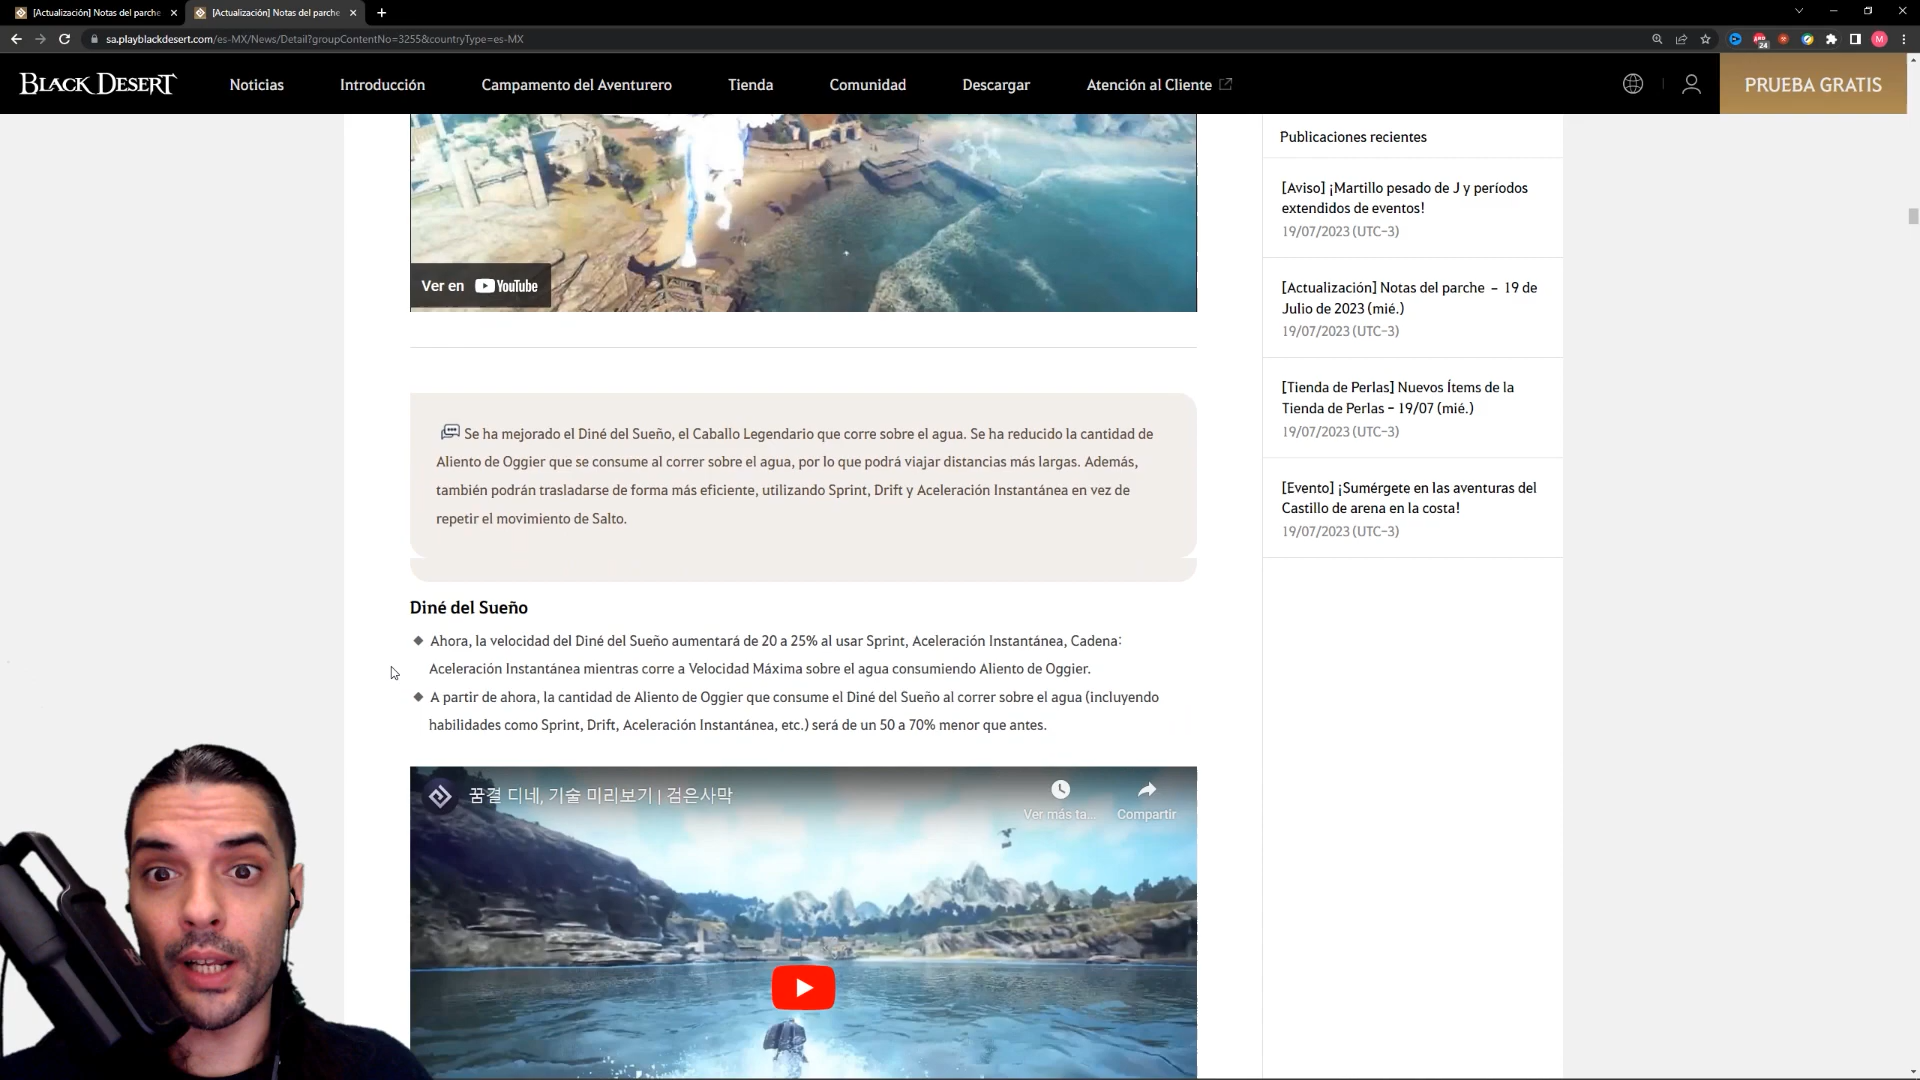 [Actualización] Notas del parche
[Actualización] Notas del parche
sa.playblackdesert.com/es-MX/News/Detail?groupContentNo=3255&countryType=es-MX
24
M
BLACK DESERT
Noticias
Introducción
Campamento del Aventurero
Tienda
Comunidad
Descargar
Atención al Cliente
PRUEBA GRATIS
Ver en YouTube
Se ha mejorado el Diné del Sueño, el Caballo Legendario que corre sobre el agua. Se ha reducido la cantidad de
Aliento de Oggier que se consume al correr sobre el agua, por lo que podrá viajar distancias más largas. Además,
también podrán trasladarse de forma más eficiente, utilizando Sprint, Drift y Aceleración Instantánea en vez de
repetir el movimiento de Salto.
Diné del Sueño
Ahora, la velocidad del Diné del Sueño aumentará de 20 a 25% al usar Sprint, Aceleración Instantánea, Cadena:
Aceleración Instantánea mientras corre a Velocidad Máxima sobre el agua consumiendo Aliento de Oggier.
A partir de ahora, la cantidad de Aliento de Oggier que consume el Diné del Sueño al correr sobre el agua (incluyendo
habilidades como Sprint, Drift, Aceleración Instantánea, etc.) será de un 50 a 70% menor que antes.
꿈결 디네, 기술 미리보기 | 검은사막
Ver más ta...
Compartir
Publicaciones recientes
[Aviso] ¡Martillo pesado de J y períodos
extendidos de eventos!
19/07/2023 (UTC-3)
[Actualización] Notas del parche - 19 de
Julio de 2023 (mié.)
19/07/2023 (UTC-3)
[Tienda de Perlas] Nuevos Ítems de la
Tienda de Perlas - 19/07 (mié.)
19/07/2023 (UTC-3)
[Evento] ¡Sumérgete en las aventuras del
Castillo de arena en la costa!
19/07/2023 (UTC-3)